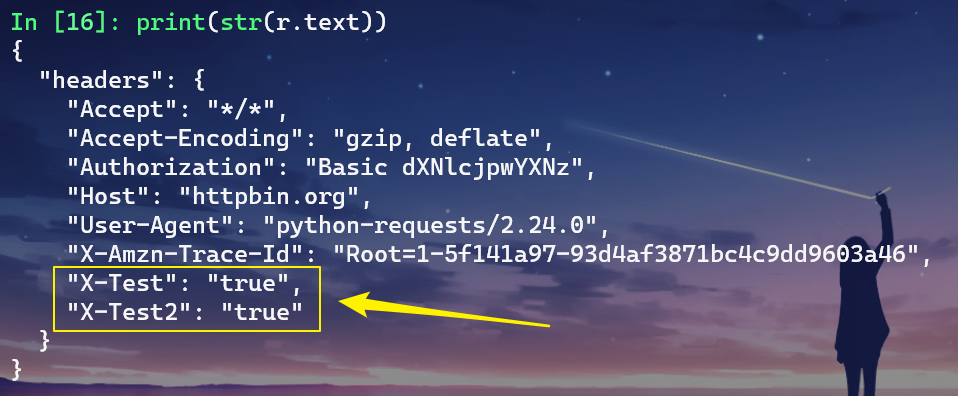 In [16]: print(str(r.text))
{
  "headers": {
    "Accept": "*/*",
    "Accept-Encoding": "gzip, deflate",
    "Authorization": "Basic dXNlcjpwYXNz",
    "Host": "httpbin.org",
    "User-Agent": "python-requests/2.24.0",
    "X-Amzn-Trace-Id": "Root=1-5f141a97-93d4af3871bc4c9dd9603a46",
    "X-Test": "true",
    "X-Test2": "true"
  }
}